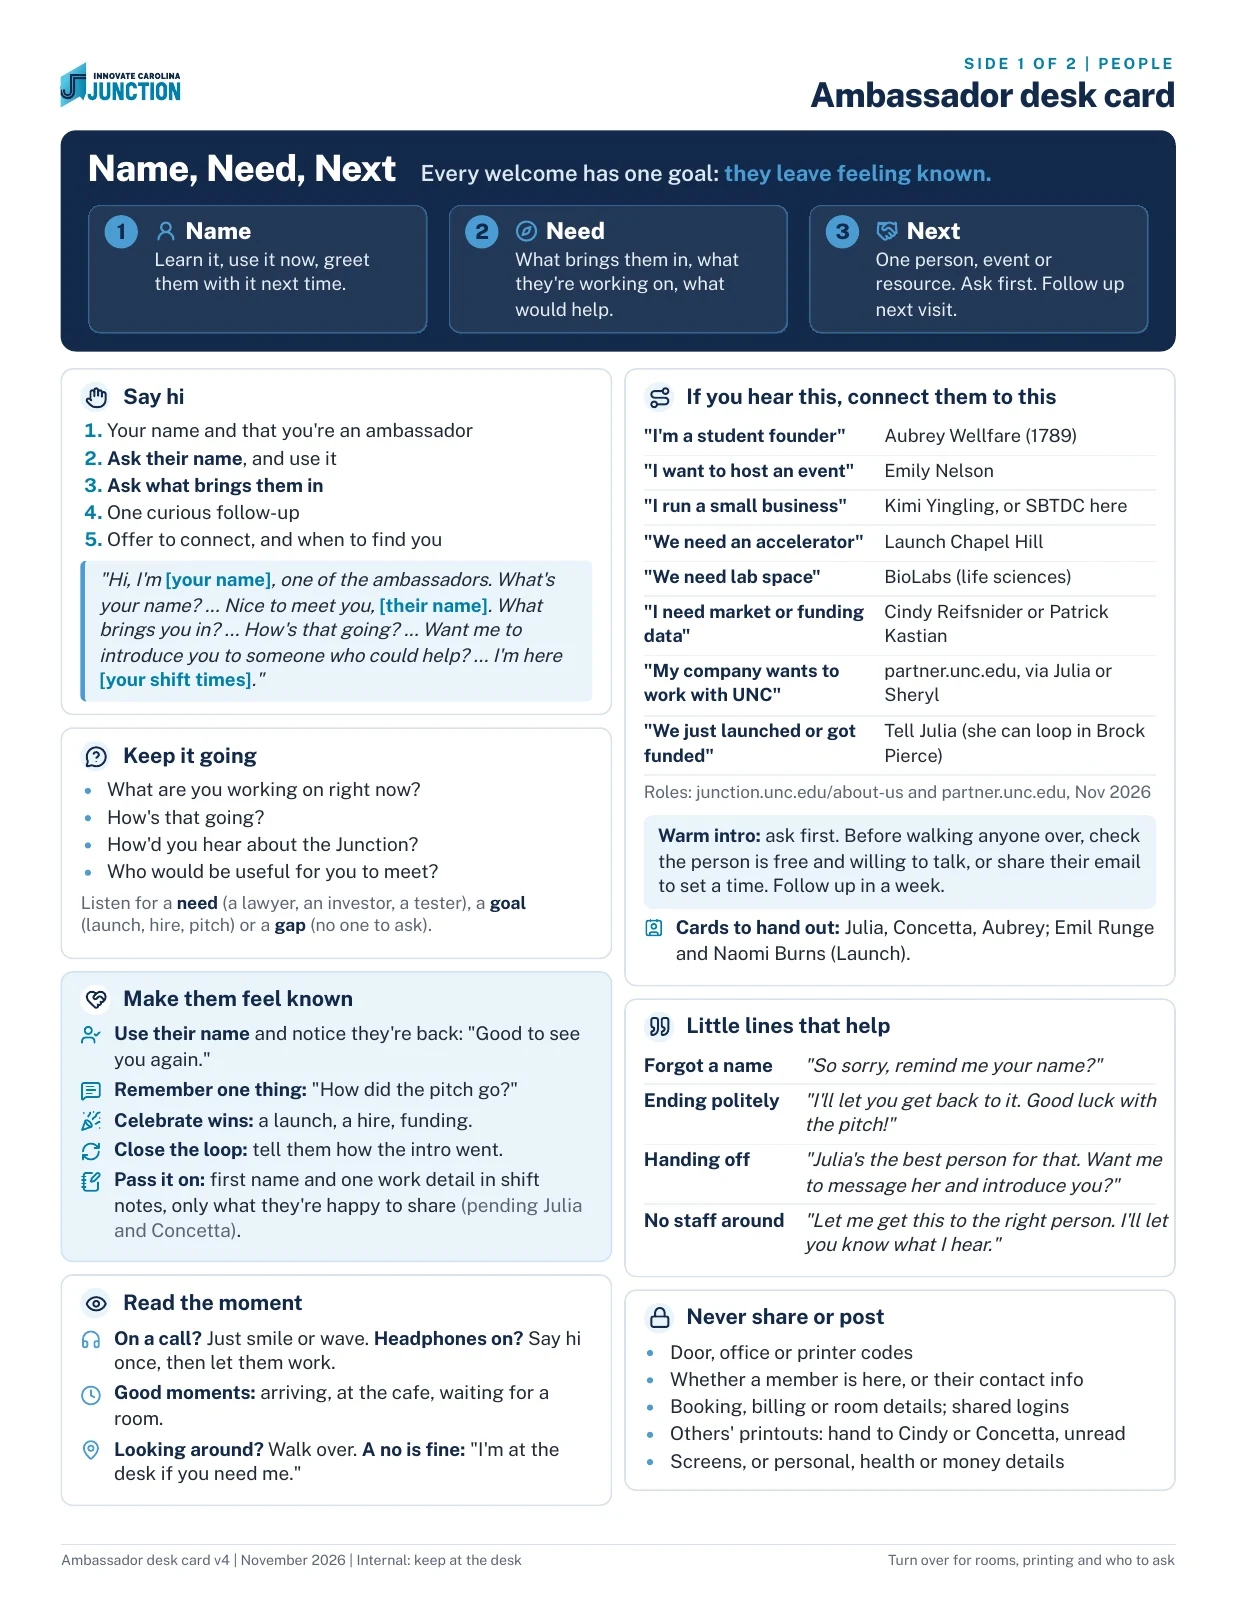 INNOVATE CAROLINA
JUNCTION
SIDE 1 OF 2 | PEOPLE
Ambassador desk card
Name, Need, Next
Every welcome has one goal: they leave feeling known.
1
Name
Learn it, use it now, greet
them with it next time.
2
Need
What brings them in, what
they're working on, what
would help.
3
Next
One person, event or
resource. Ask first. Follow up
next visit.
Say hi
1. Your name and that you're an ambassador
2. Ask their name, and use it
3. Ask what brings them in
4. One curious follow-up
5. Offer to connect, and when to find you
"Hi, I'm [your name], one of the ambassadors. What's
your name? ... Nice to meet you, [their name]. What
brings you in? ... How's that going? ... Want me to
introduce you to someone who could help? ... I'm here
[your shift times]."
Keep it going
• What are you working on right now?
• How's that going?
• How'd you hear about the Junction?
• Who would be useful for you to meet?
Listen for a need (a lawyer, an investor, a tester), a goal
(launch, hire, pitch) or a gap (no one to ask).
Make them feel known
Use their name and notice they're back: "Good to see
you again."
Remember one thing: "How did the pitch go?"
Celebrate wins: a launch, a hire, funding.
Close the loop: tell them how the intro went.
Pass it on: first name and one work detail in shift
notes, only what they're happy to share (pending Julia
and Concetta).
Read the moment
On a call? Just smile or wave. Headphones on? Say hi
once, then let them work.
Good moments: arriving, at the cafe, waiting for a
room.
Looking around? Walk over. A no is fine: "I'm at the
desk if you need me."
If you hear this, connect them to this
"I'm a student founder" Aubrey Wellfare (1789)
"I want to host an event" Emily Nelson
"I run a small business" Kimi Yingling, or SBTDC here
"We need an accelerator" Launch Chapel Hill
"We need lab space" BioLabs (life sciences)
"I need market or funding Cindy Reifsnider or Patrick
data" Kastian
"My company wants to partner.unc.edu, via Julia or
work with UNC" Sheryl
"We just launched or got Tell Julia (she can loop in Brock
funded" Pierce)
Roles: junction.unc.edu/about-us and partner.unc.edu, Nov 2026
Warm intro: ask first. Before walking anyone over, check
the person is free and willing to talk, or share their email
to set a time. Follow up in a week.
Cards to hand out: Julia, Concetta, Aubrey; Emil Runge
and Naomi Burns (Launch).
Little lines that help
Forgot a name "So sorry, remind me your name?"
Ending politely "I'll let you get back to it. Good luck with
the pitch!"
Handing off "Julia's the best person for that. Want me
to message her and introduce you?"
No staff around "Let me get this to the right person. I'll let
you know what I hear."
Never share or post
• Door, office or printer codes
• Whether a member is here, or their contact info
• Booking, billing or room details; shared logins
• Others' printouts: hand to Cindy or Concetta, unread
• Screens, or personal, health or money details
Ambassador desk card v4 | November 2026 | Internal: keep at the desk
Turn over for rooms, printing and who to ask